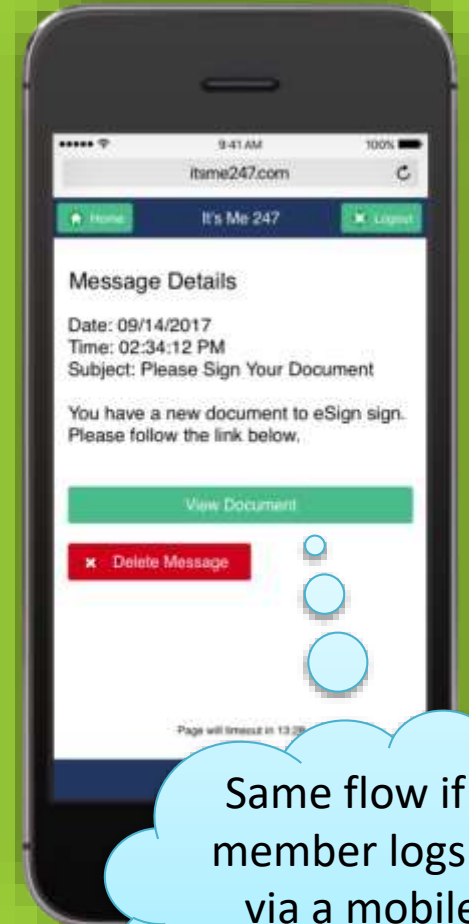 9:41 AM 100%
itsme247.com
Home It's Me 247 Logout
Message Details
Date: 09/14/2017
Time: 02:34:12 PM
Subject: Please Sign Your Document
You have a new document to eSign sign.
Please follow the link below.
View Document
Delete Message
Page will timeout in 13:28
Same flow if
member logs
via a mobile